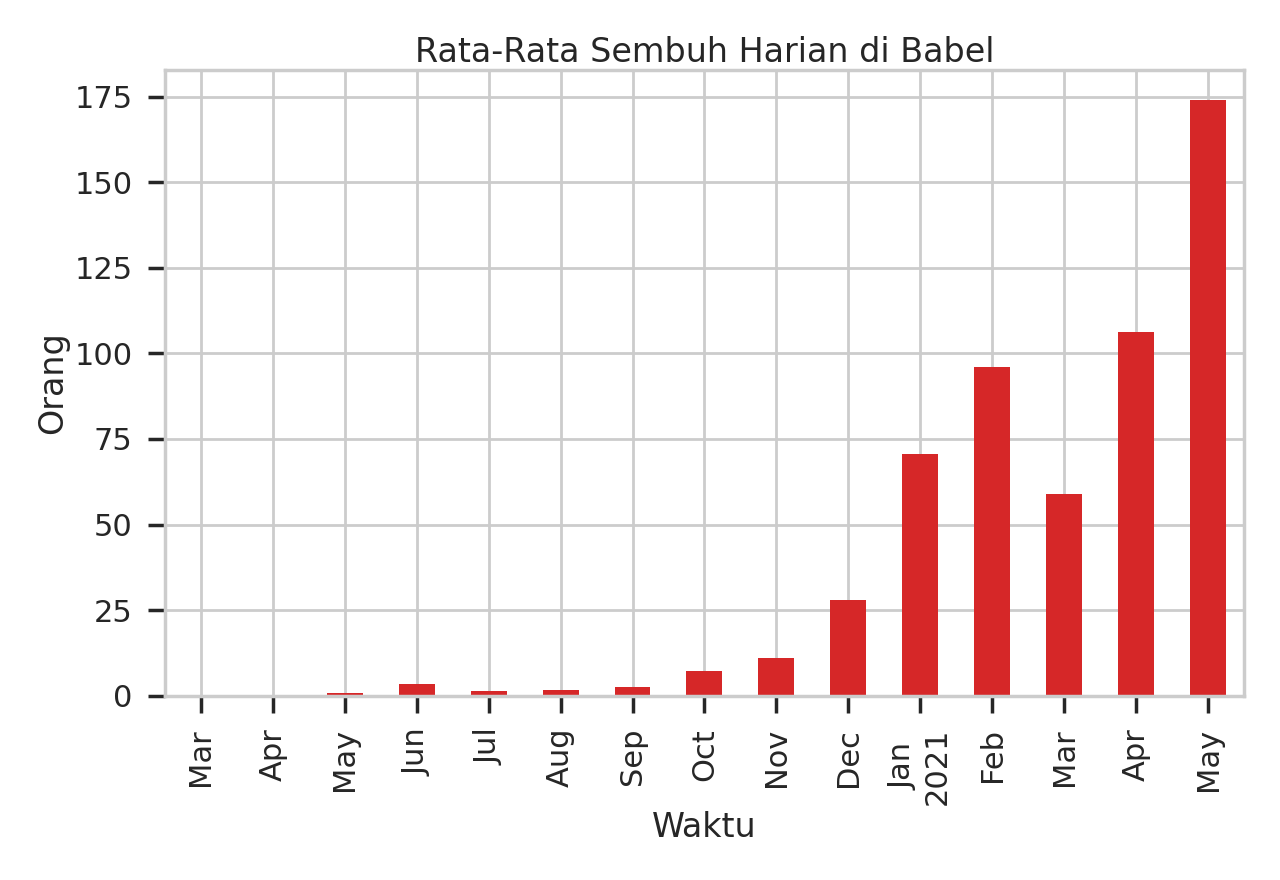 Rata-Rata Sembuh Harian di Babel
175
150
125
100
75
50
25
0
Orang
Mar
Apr
May
Jun
Jul
Aug
Sep
Oct
Nov
Dec
Jan
2021
Feb
Mar
Apr
May
Waktu